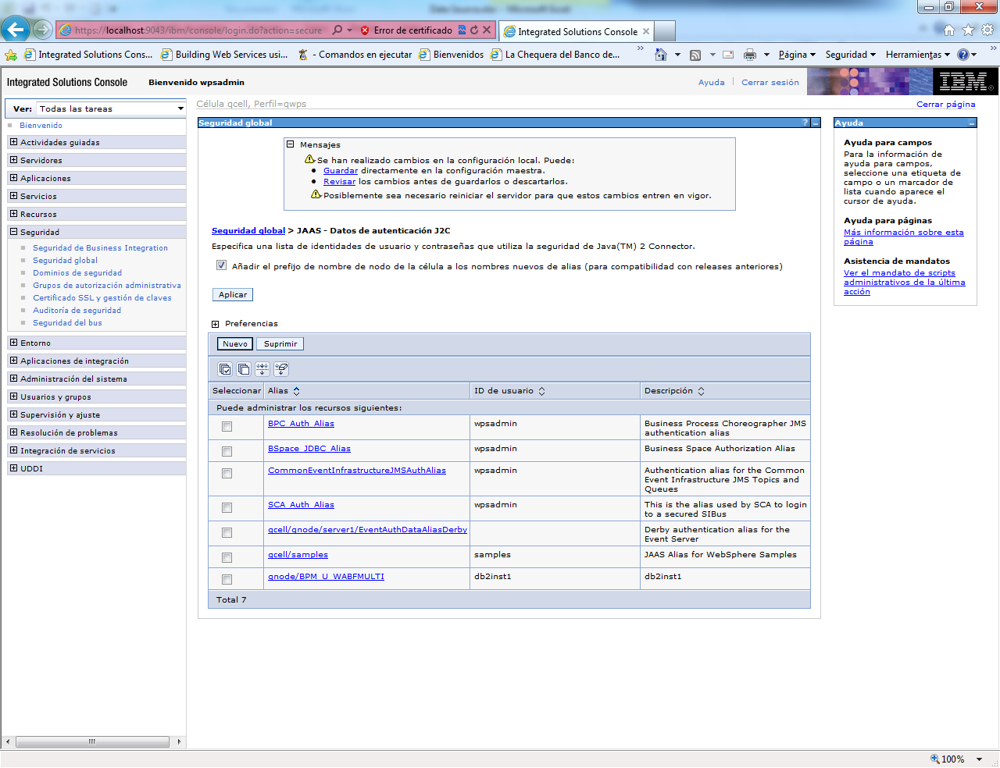 Data Source.xlsx - Microsoft Excel
https://localhost:9043/ibm/console/login.do?action=secure
Error de certificado
Integrated Solutions Console
Integrated Solutions Cons...
Building Web Services usi...
- Comandos en ejecutar
Bienvenidos
La Chequera del Banco de...
Página
Seguridad
Herramientas
Integrated Solutions Console
Bienvenido wpsadmin
Ayuda
Cerrar sesión
IBM®
Ver: Todas las tareas
Bienvenido
Actividades guiadas
Servidores
Aplicaciones
Servicios
Recursos
Seguridad
Seguridad de Business Integration
Seguridad global
Dominios de seguridad
Grupos de autorización administrativa
Certificado SSL y gestión de claves
Auditoría de seguridad
Seguridad del bus
Entorno
Aplicaciones de integración
Administración del sistema
Usuarios y grupos
Supervisión y ajuste
Resolución de problemas
Integración de servicios
UDDI
Célula qcell, Perfil=qwps
Cerrar página
Seguridad global
Mensajes
Se han realizado cambios en la configuración local. Puede:
Guardar directamente en la configuración maestra.
Revisar los cambios antes de guardarlos o descartarlos.
Posiblemente sea necesario reiniciar el servidor para que estos cambios entren en vigor.
Seguridad global > JAAS - Datos de autenticación J2C
Especifica una lista de identidades de usuario y contraseñas que utiliza la seguridad de Java(TM) 2 Connector.
Añadir el prefijo de nombre de nodo de la célula a los nombres nuevos de alias (para compatibilidad con releases anteriores)
Aplicar
Preferencias
Nuevo
Suprimir
Seleccionar
Alias
ID de usuario
Descripción
Puede administrar los recursos siguientes:
BPC_Auth_Alias
wpsadmin
Business Process Choreographer JMS
authentication alias
BSpace_JDBC_Alias
wpsadmin
Business Space Authorization Alias
CommonEventInfrastructureJMSAuthAlias
wpsadmin
Authentication alias for the Common
Event Infrastructure JMS Topics and
Queues
SCA_Auth_Alias
wpsadmin
This is the alias used by SCA to login
to a secured SIBus
qcell/qnode/server1/EventAuthDataAliasDerby
Derby authentication alias for the
Event Server
qcell/samples
samples
JAAS Alias for WebSphere Samples
qnode/BPM_U_WABFMULTI
db2inst1
db2inst1
Total 7
Ayuda
Ayuda para campos
Para la información de
ayuda para campos,
seleccione una etiqueta de
campo o un marcador de
lista cuando aparece el
cursor de ayuda.
Ayuda para páginas
Más información sobre esta
página
Asistencia de mandatos
Ver el mandato de scripts
administrativos de la última
acción
100%